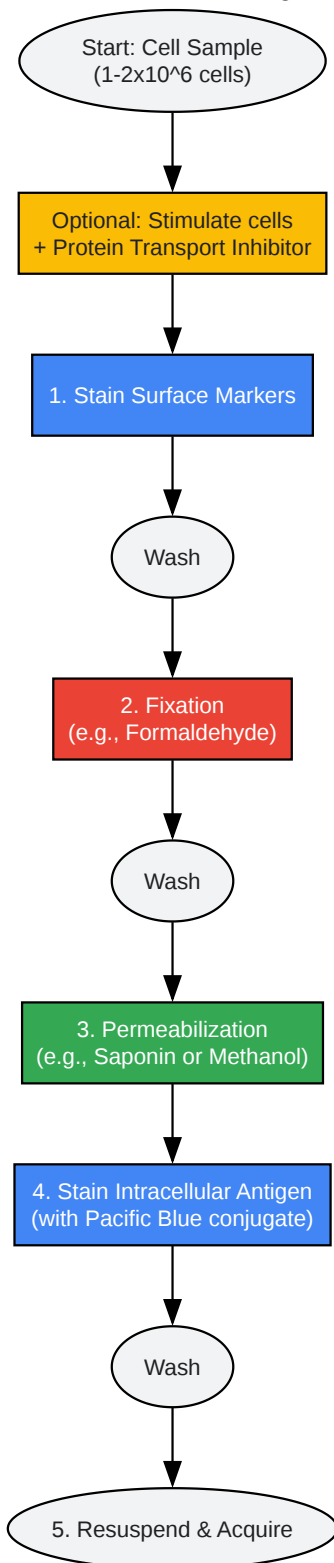 Start: Cell Sample
(1-2x10^6 cells)
Optional: Stimulate cells
+ Protein Transport Inhibitor
1. Stain Surface Markers
Wash
2. Fixation
(e.g., Formaldehyde)
Wash
3. Permeabilization
(e.g., Saponin or Methanol)
4. Stain Intracellular Antigen
(with Pacific Blue conjugate)
Wash
5. Resuspend & Acquire